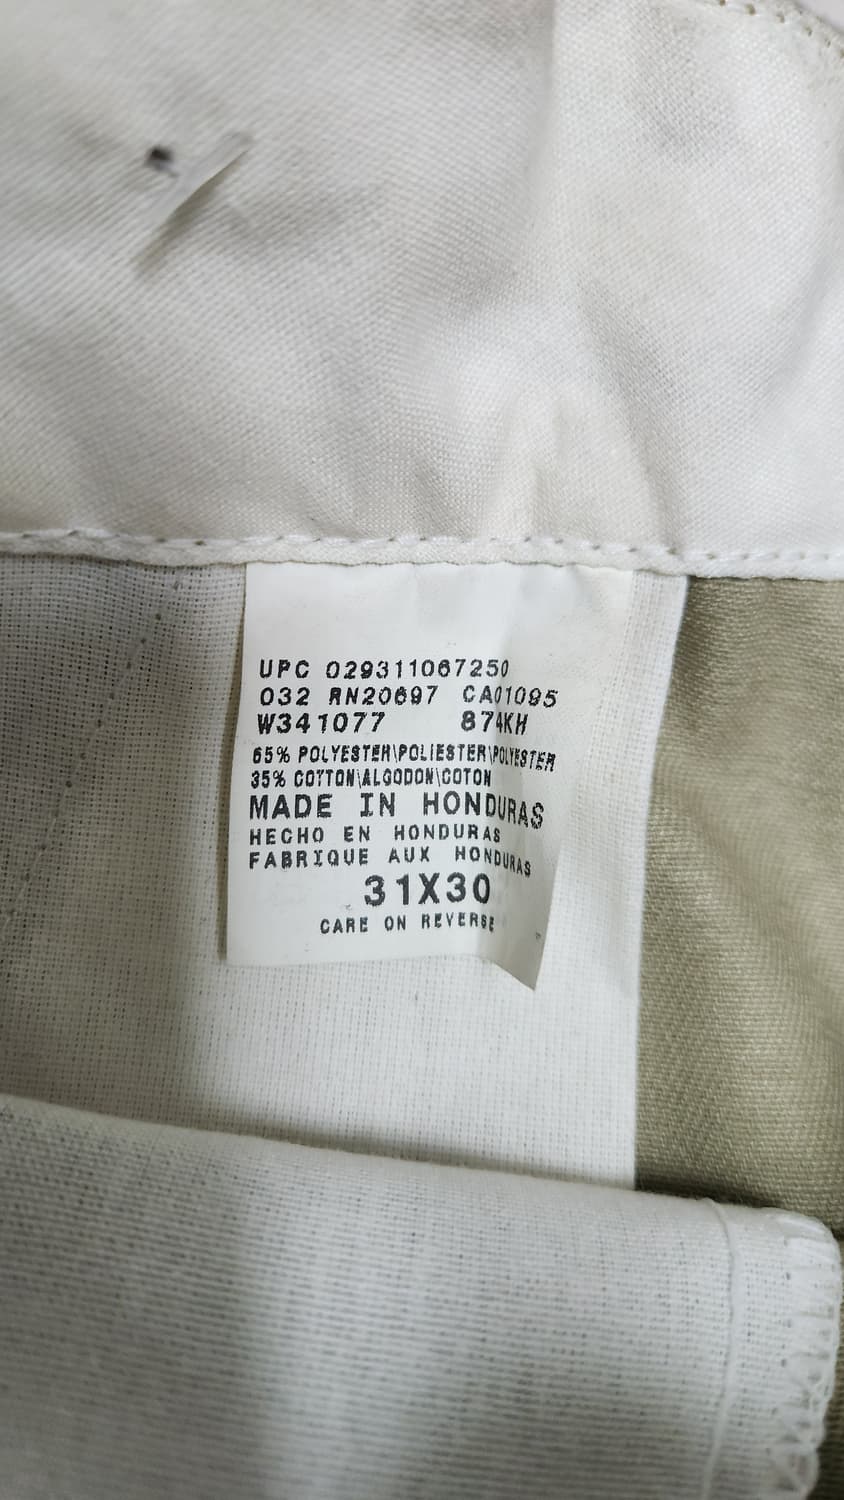 UPC 029311067250
032 RN20697 CA01095
W341077 874KH
65% POLYESTER\POLIESTER\POLYESTER
35% COTTON\ALGODON\COTON
MADE IN HONDURAS
HECHO EN HONDURAS
FABRIQUE AUX HONDURAS
31X30
CARE ON REVERSE